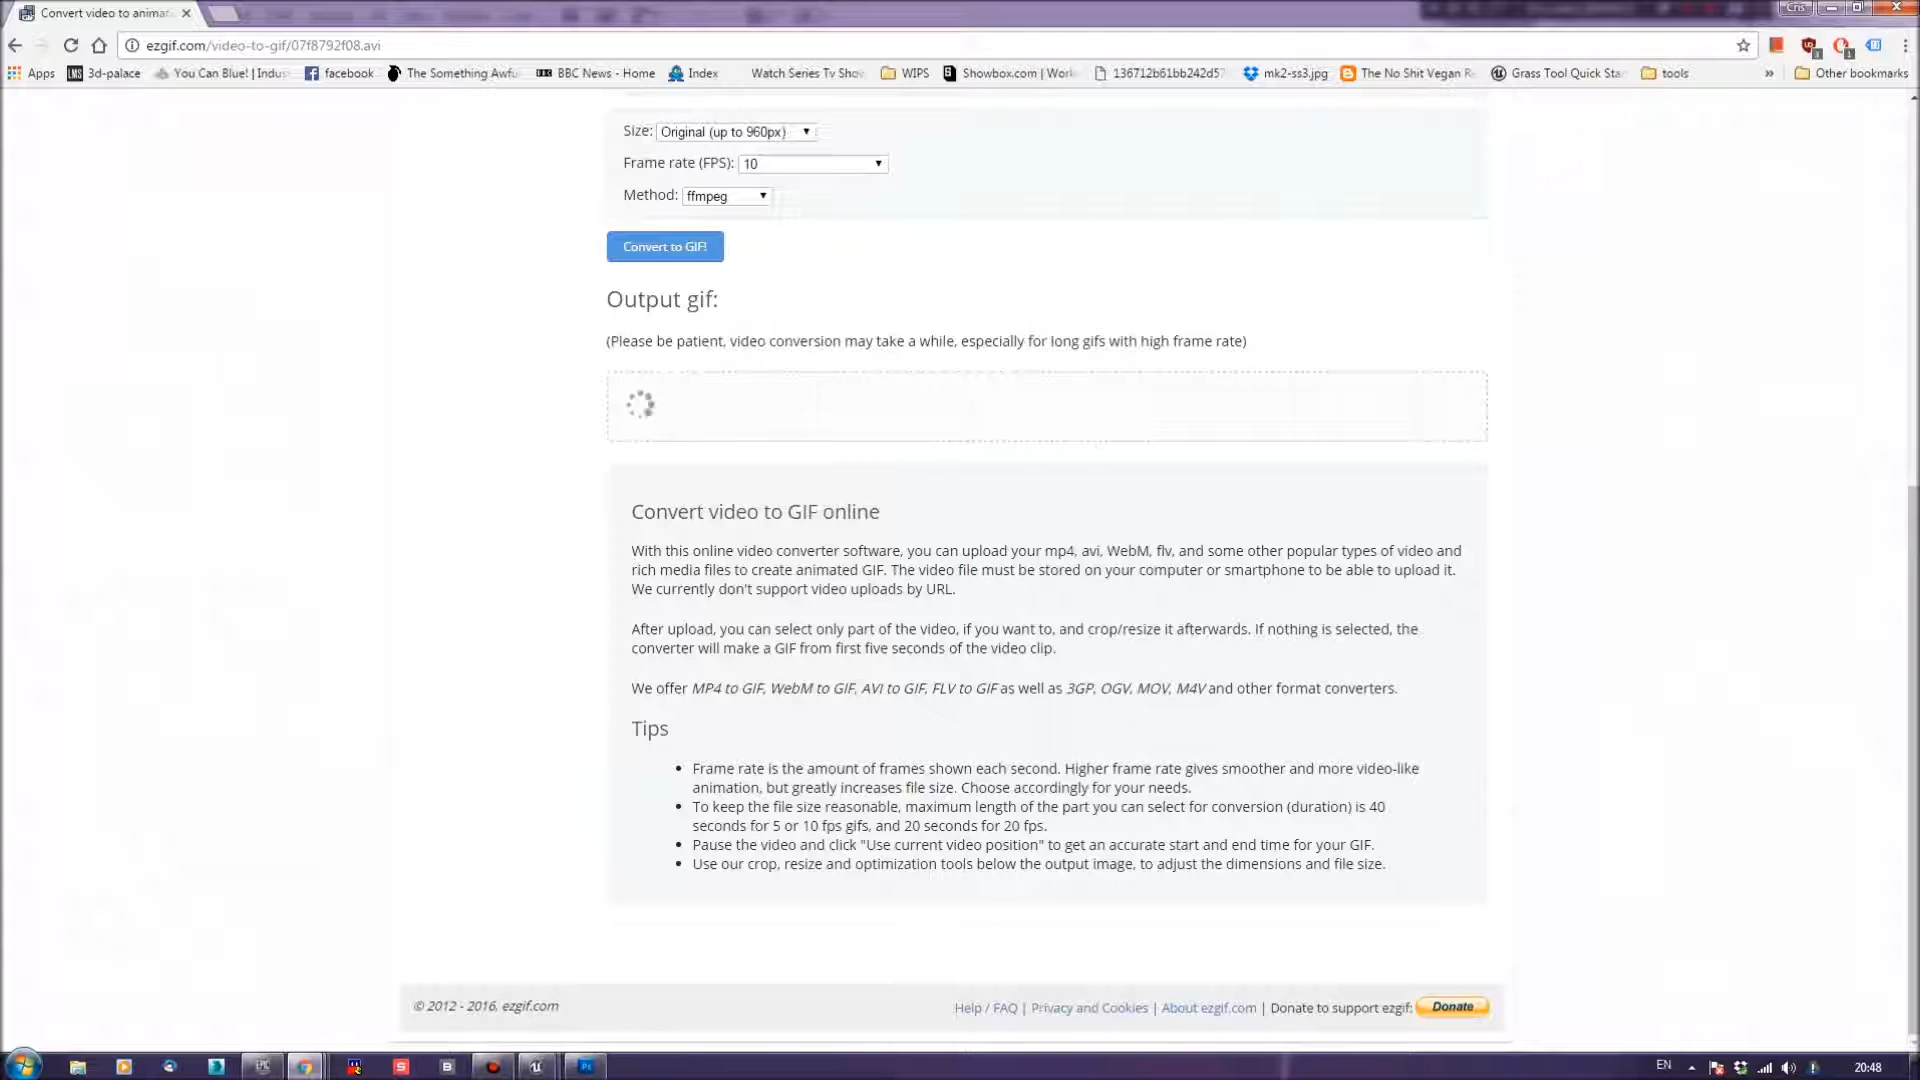 Convert video to animat
Cris
ezgif.com/video-to-gif/07f8792f08.avi
Apps
3d-palace
You Can Blue! | Indus
facebook
The Something Awfu
BBC News - Home
Index
Watch Series Tv Sho
WIPS
Showbox.com | Work
136712b61bb242d57
mk2-ss3.jpg
The No Shit Vegan R
Grass Tool Quick Sta
tools
»
Other bookmarks
Size: Original (up to 960px)
Frame rate (FPS): 10
Method: ffmpeg
Convert to GIF!
Output gif:
(Please be patient, video conversion may take a while, especially for long gifs with high frame rate)
Convert video to GIF online
With this online video converter software, you can upload your mp4, avi, WebM, flv, and some other popular types of video and
rich media files to create animated GIF. The video file must be stored on your computer or smartphone to be able to upload it.
We currently don't support video uploads by URL.
After upload, you can select only part of the video, if you want to, and crop/resize it afterwards. If nothing is selected, the
converter will make a GIF from first five seconds of the video clip.
We offer MP4 to GIF, WebM to GIF, AVI to GIF, FLV to GIF as well as 3GP, OGV, MOV, M4V and other format converters.
Tips
• Frame rate is the amount of frames shown each second. Higher frame rate gives smoother and more video-like
animation, but greatly increases file size. Choose accordingly for your needs.
• To keep the file size reasonable, maximum length of the part you can select for conversion (duration) is 40
seconds for 5 or 10 fps gifs, and 20 seconds for 20 fps.
• Pause the video and click "Use current video position" to get an accurate start and end time for your GIF.
• Use our crop, resize and optimization tools below the output image, to adjust the dimensions and file size.
© 2012 - 2016, ezgif.com
Help / FAQ | Privacy and Cookies | About ezgif.com | Donate to support ezgif: Donate
EN
20:48